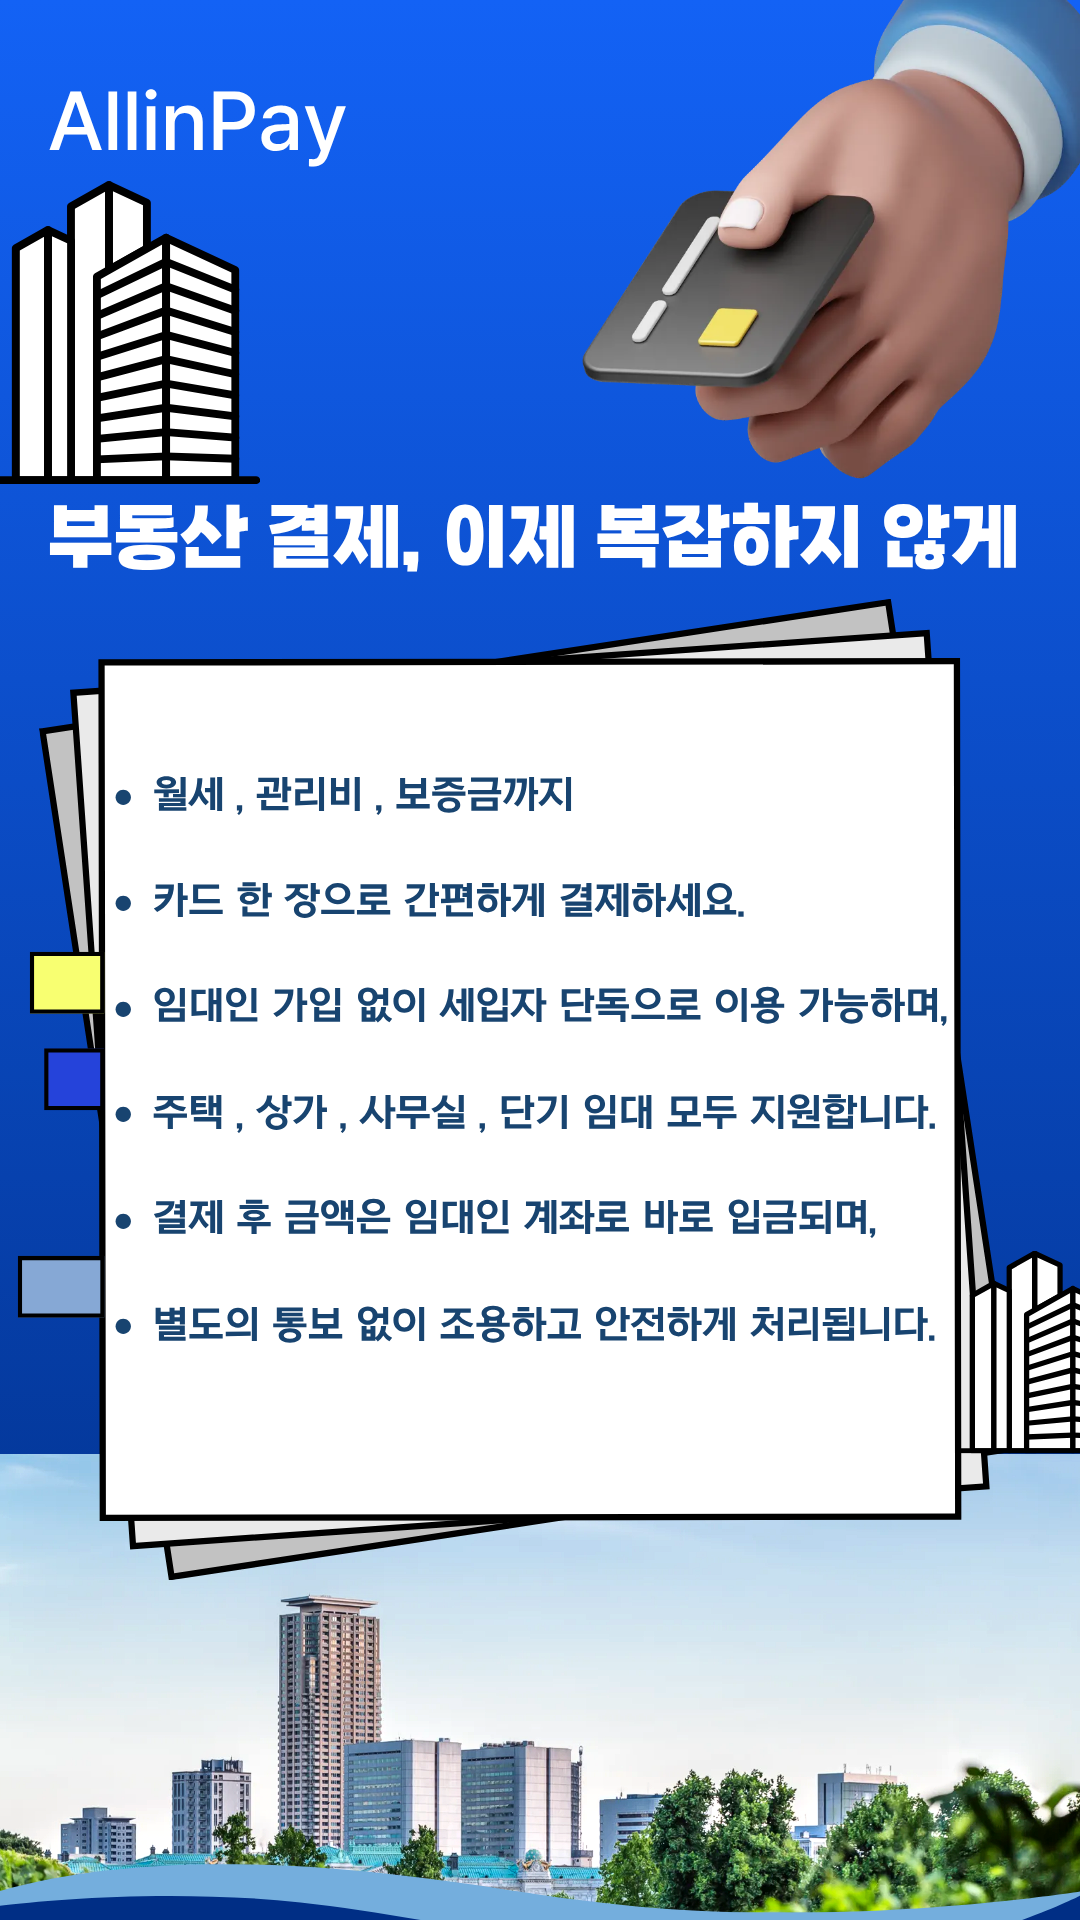 AllinPay
부동산 결제, 이제 복잡하지 않게
• 월세 , 관리비 , 보증금까지
• 카드 한 장으로 간편하게 결제하세요.
• 임대인 가입 없이 세입자 단독으로 이용 가능하며,
• 주택 , 상가 , 사무실 , 단기 임대 모두 지원합니다.
• 결제 후 금액은 임대인 계좌로 바로 입금되며,
• 별도의 통보 없이 조용하고 안전하게 처리됩니다.